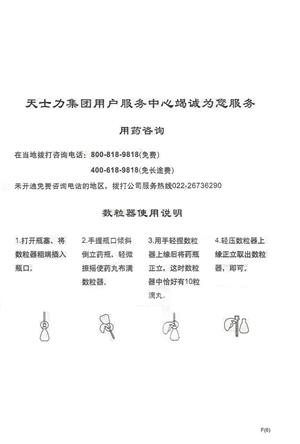 天士力集团用户服务中心竭诚为您服务
用药咨询
在当地拨打咨询电话：800-818-9818(免费)
400-618-9818(免长途费)
未开通免费咨询电话的地区，拨打公司服务热线022-26736290
数粒器使用说明
1.打开瓶塞、将
数粒器粗端插入
瓶口。
2.手握瓶口倾斜
倒立药瓶，轻微
振摇使药丸布满
数粒器。
3.用手轻捏数粒
器上缘后将药瓶
正立，这时数粒
器中恰好有10粒
滴丸。
4.轻压数粒器上
缘正立取出数粒
器，即可。
F(6)